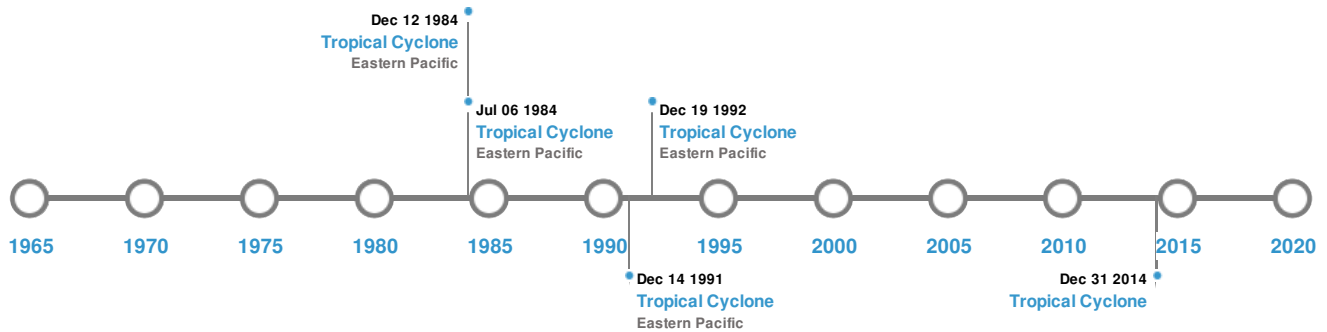 Dec 12 1984
Tropical Cyclone
Eastern Pacific
Jul 06 1984
Tropical Cyclone
Eastern Pacific
Dec 19 1992
Tropical Cyclone
Eastern Pacific
1965 1970 1975 1980 1985 1990 1995 2000 2005 2010 2015 2020
Dec 14 1991
Tropical Cyclone
Eastern Pacific
Dec 31 2014
Tropical Cyclone